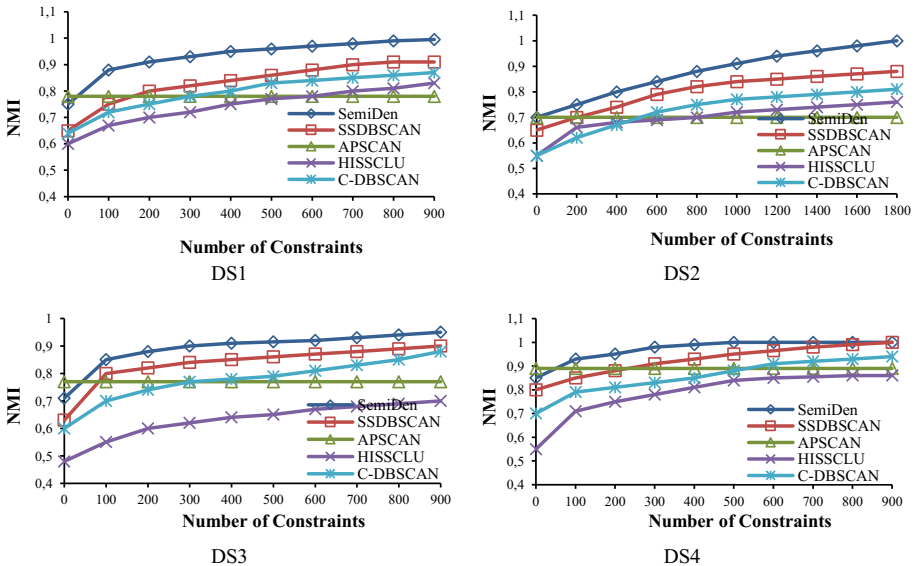 1,1
1
0,9
0,8
0,7
0,6
0,5
0,4
NMI
0 100 200 300 400 500 600 700 800 900
Number of Constraints
SemiDen
SSDBSCAN
APSCAN
HISSCLU
C-DBSCAN
DS1
1,1
1
0,9
0,8
0,7
0,6
0,5
0,4
NMI
0 200 400 600 800 1000 1200 1400 1600 1800
Number of Constraints
SemiDen
SSDBSCAN
APSCAN
HISSCLU
C-DBSCAN
DS2
1
0,9
0,8
0,7
0,6
0,5
0,4
NMI
0 100 200 300 400 500 600 700 800 900
Number of Constraints
SemiDen
SSDBSCAN
APSCAN
HISSCLU
C-DBSCAN
DS3
1,1
1
0,9
0,8
0,7
0,6
0,5
0,4
NMI
0 100 200 300 400 500 600 700 800 900
Number of Constraints
SemiDen
SSDBSCAN
APSCAN
HISSCLU
C-DBSCAN
DS4